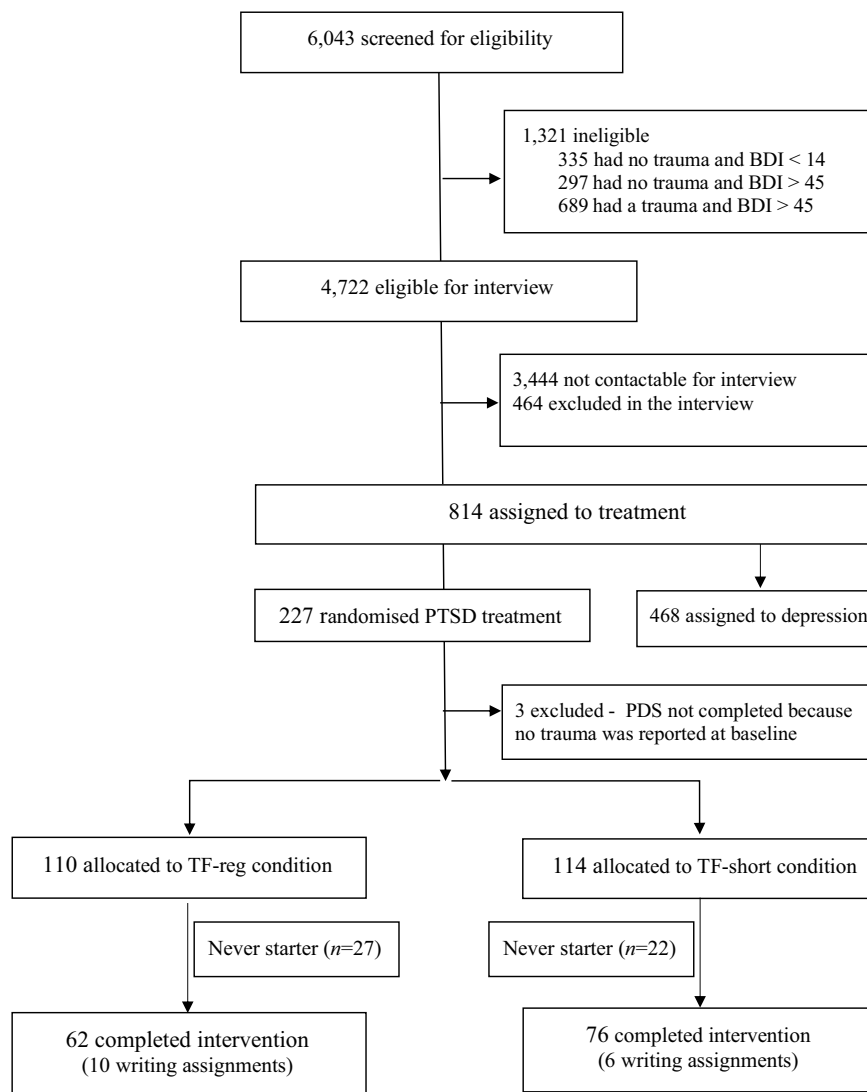 6,043 screened for eligibility
1,321 ineligible
335 had no trauma and BDI < 14
297 had no trauma and BDI > 45
689 had a trauma and BDI > 45
4,722 eligible for interview
3,444 not contactable for interview
464 excluded in the interview
814 assigned to treatment
227 randomised PTSD treatment
468 assigned to depression
3 excluded - PDS not completed because
no trauma was reported at baseline
110 allocated to TF-reg condition
114 allocated to TF-short condition
Never starter (n=27)
Never starter (n=22)
62 completed intervention
(10 writing assignments)
76 completed intervention
(6 writing assignments)